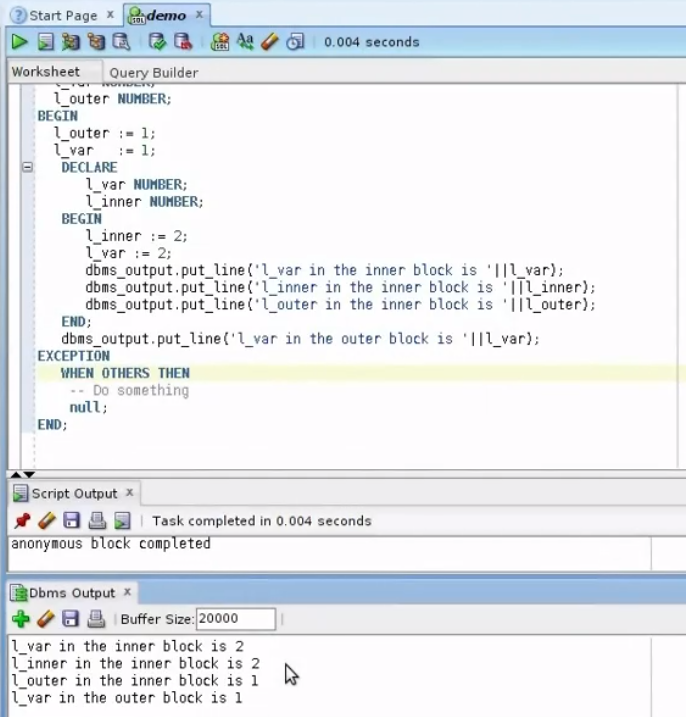 Start Page x demo x
0.004 seconds
Worksheet Query Builder
l_var NUMBER;
l_outer NUMBER;
BEGIN
l_outer := 1;
l_var := 1;
DECLARE
l_var NUMBER;
l_inner NUMBER;
BEGIN
l_inner := 2;
l_var := 2;
dbms_output.put_line('l_var in the inner block is '||l_var);
dbms_output.put_line('l_inner in the inner block is '||l_inner);
dbms_output.put_line('l_outer in the inner block is '||l_outer);
END;
dbms_output.put_line('l_var in the outer block is '||l_var);
EXCEPTION
WHEN OTHERS THEN
-- Do something
null;
END;
Script Output x
Task completed in 0.004 seconds
anonymous block completed
Dbms Output x
Buffer Size: 20000
l_var in the inner block is 2
l_inner in the inner block is 2
l_outer in the inner block is 1
l_var in the outer block is 1